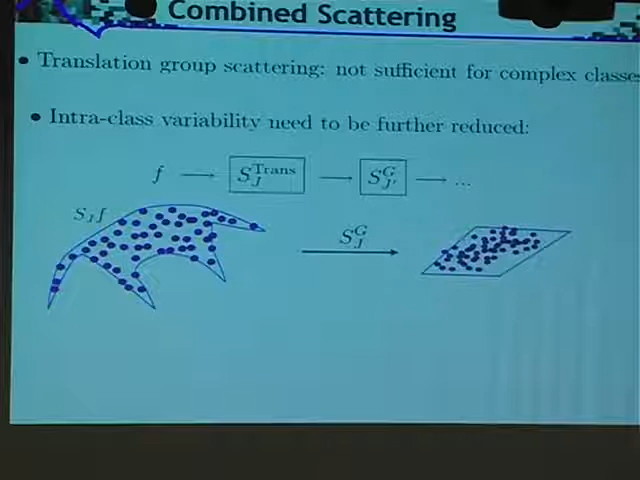 Combined Scattering
• Translation group scattering: not sufficient for complex classes
• Intra-class variability need to be further reduced:
f → S_J^Trans → S_J'^G → ...
S_J f
S_J^G